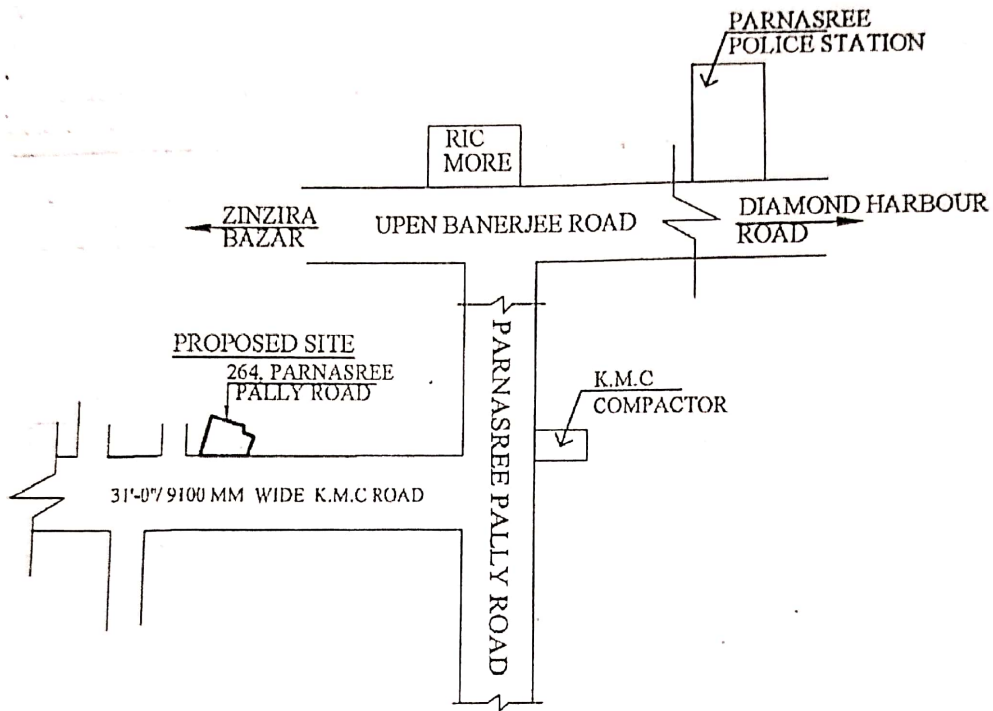 PARNASREE
POLICE STATION
RIC
MORE
ZINZIRA
BAZAR
UPEN BANERJEE ROAD
DIAMOND HARBOUR
ROAD
PROPOSED SITE
264, PARNASREE
PALLY ROAD
K.M.C
COMPACTOR
PARNASREE PALLY ROAD
31'-0"/ 9100 MM WIDE K.M.C ROAD